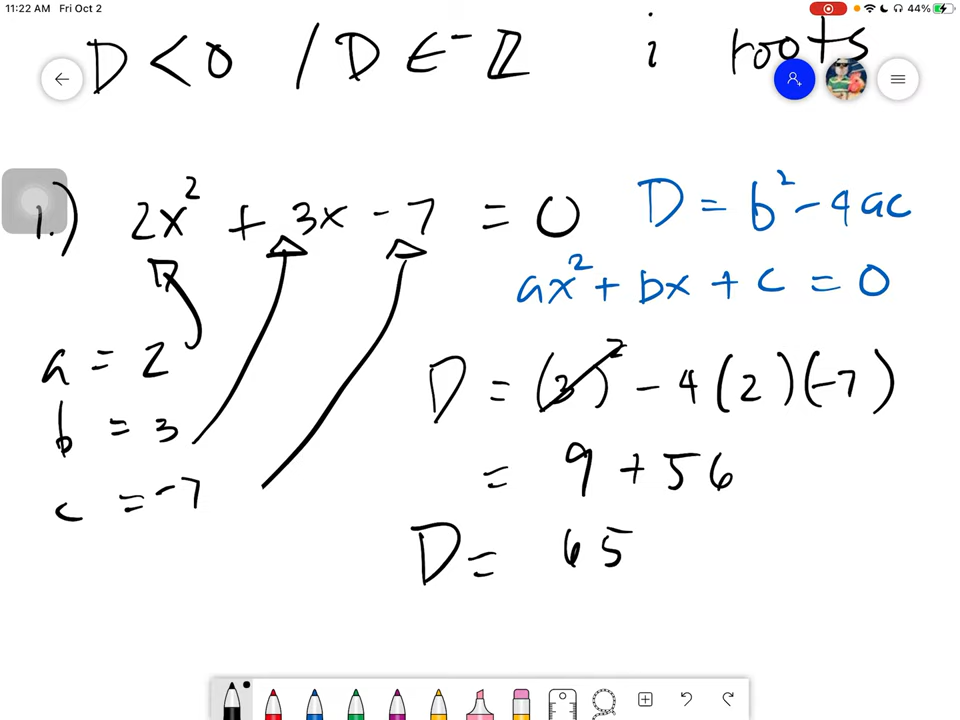 11:22 AM Fri Oct 2
44%
D < 0 / D ∈ ⁻ℤ i roots
1.) 2x² + 3x - 7 = 0
D = b² - 4ac
ax² + bx + c = 0
a = 2
b = 3
c = -7
D = (3)² - 4(2)(-7)
= 9 + 56
D = 65